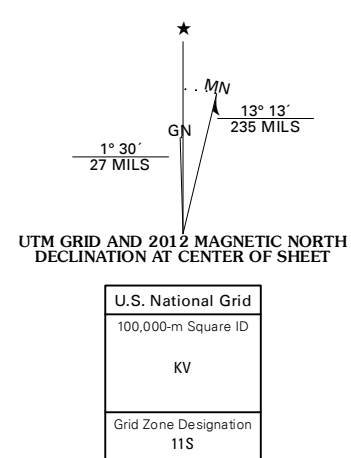 ★
MN
GN
13° 13´
235 MILS
1° 30´
27 MILS
UTM GRID AND 2012 MAGNETIC NORTH
DECLINATION AT CENTER OF SHEET
U.S. National Grid
100,000-m Square ID
KV
Grid Zone Designation
11S